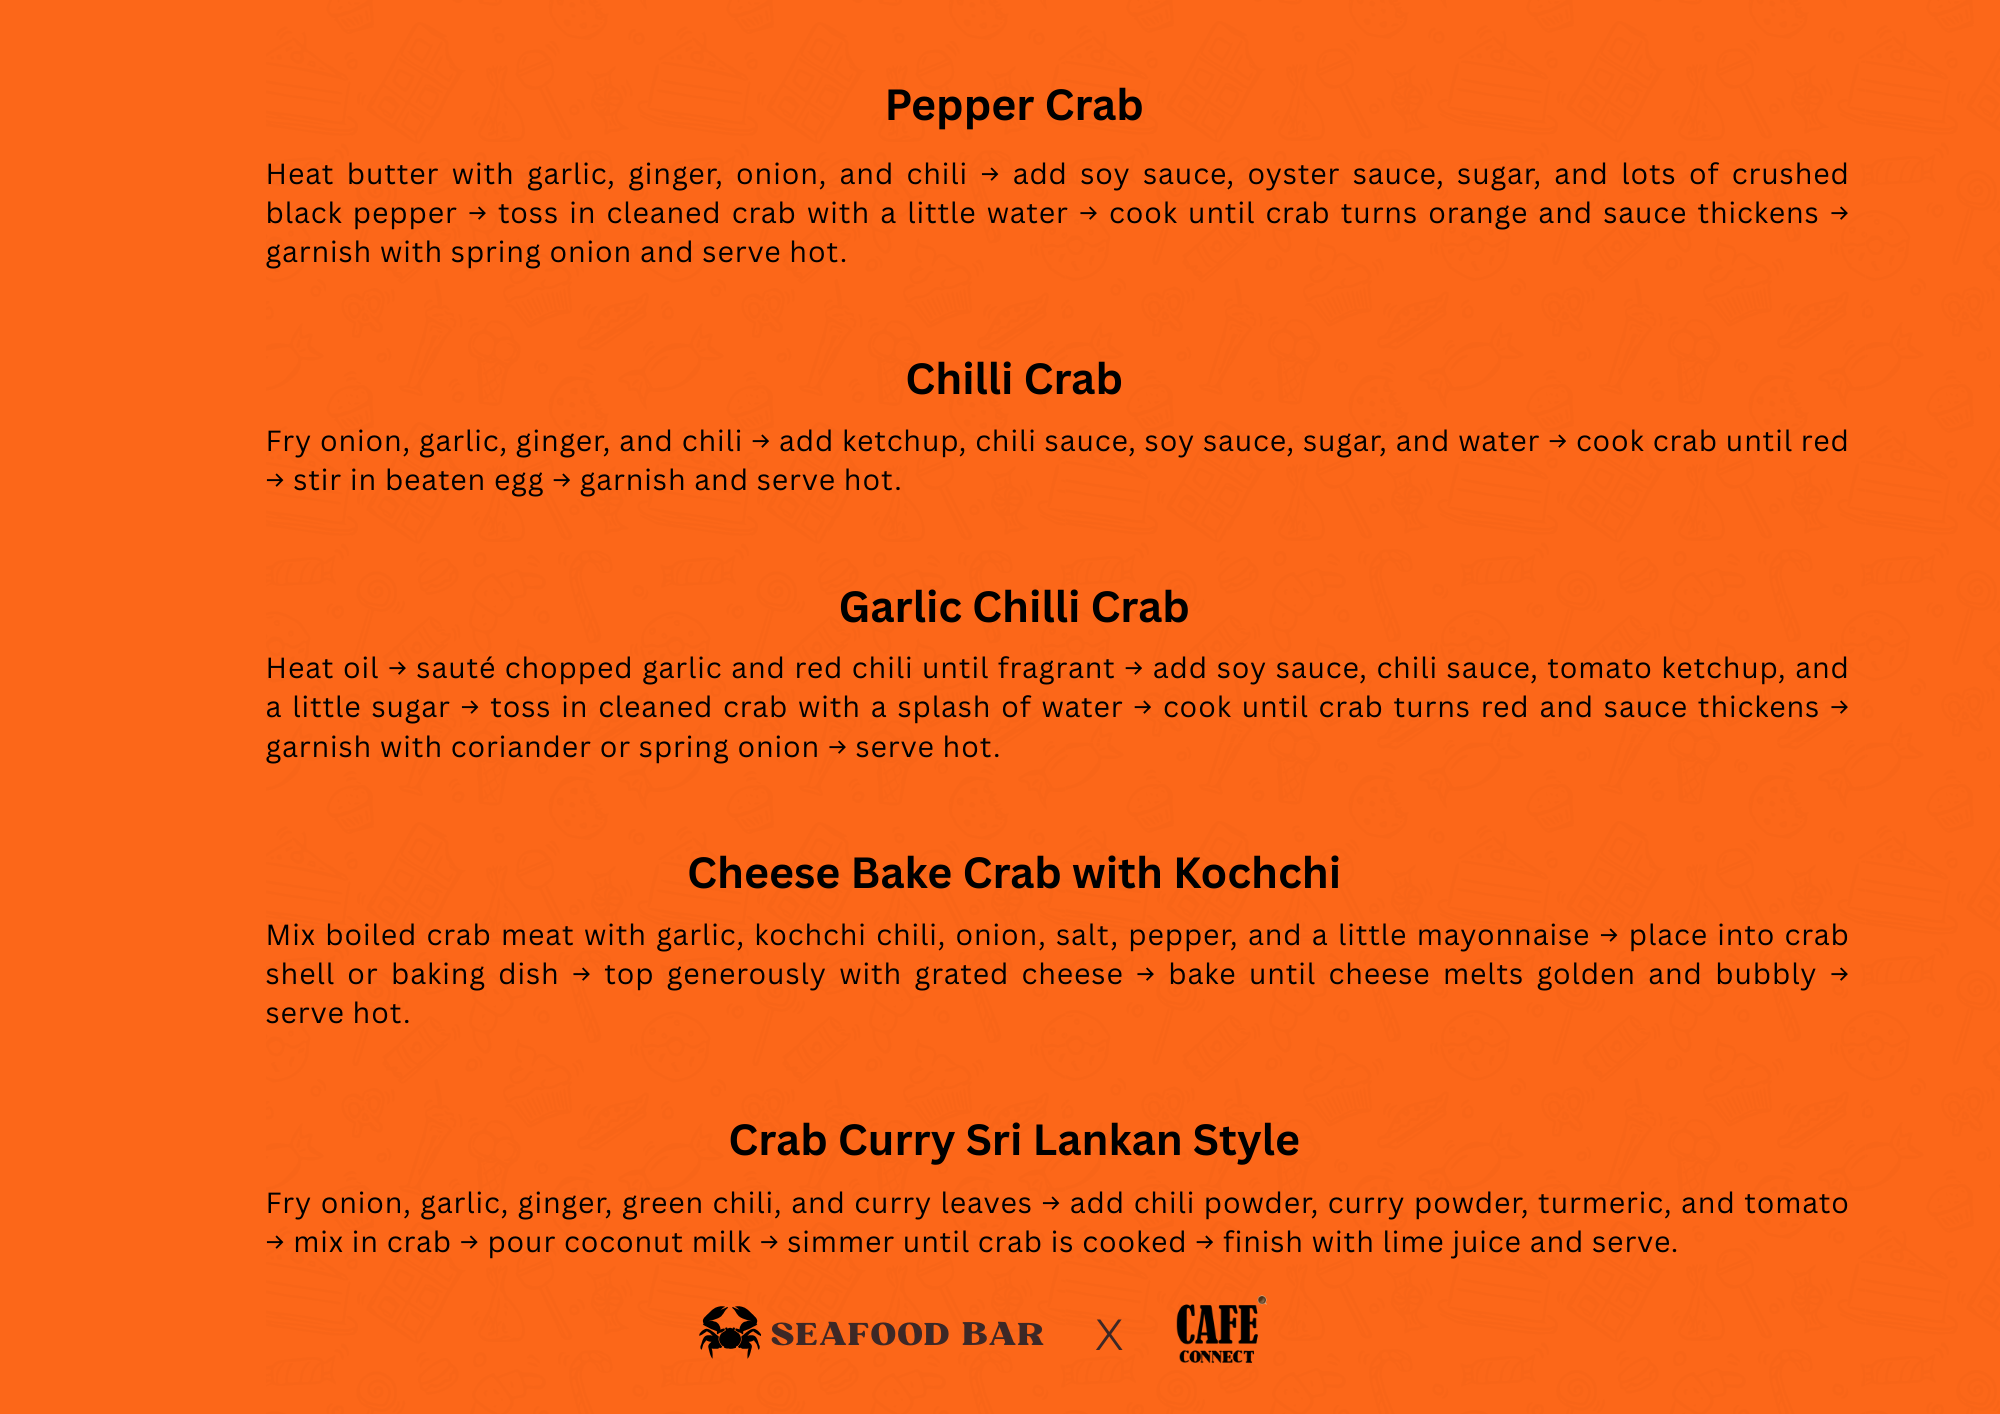 Pepper Crab
Heat butter with garlic, ginger, onion, and chili → add soy sauce, oyster sauce, sugar, and lots of crushed
black pepper → toss in cleaned crab with a little water → cook until crab turns orange and sauce thickens →
garnish with spring onion and serve hot.
Chilli Crab
Fry onion, garlic, ginger, and chili → add ketchup, chili sauce, soy sauce, sugar, and water → cook crab until red
→ stir in beaten egg → garnish and serve hot.
Garlic Chilli Crab
Heat oil → sauté chopped garlic and red chili until fragrant → add soy sauce, chili sauce, tomato ketchup, and
a little sugar → toss in cleaned crab with a splash of water → cook until crab turns red and sauce thickens →
garnish with coriander or spring onion → serve hot.
Cheese Bake Crab with Kochchi
Mix boiled crab meat with garlic, kochchi chili, onion, salt, pepper, and a little mayonnaise → place into crab
shell or baking dish → top generously with grated cheese → bake until cheese melts golden and bubbly →
serve hot.
Crab Curry Sri Lankan Style
Fry onion, garlic, ginger, green chili, and curry leaves → add chili powder, curry powder, turmeric, and tomato
→ mix in crab → pour coconut milk → simmer until crab is cooked → finish with lime juice and serve.
SEAFOOD BAR X CAFE
CONNECT